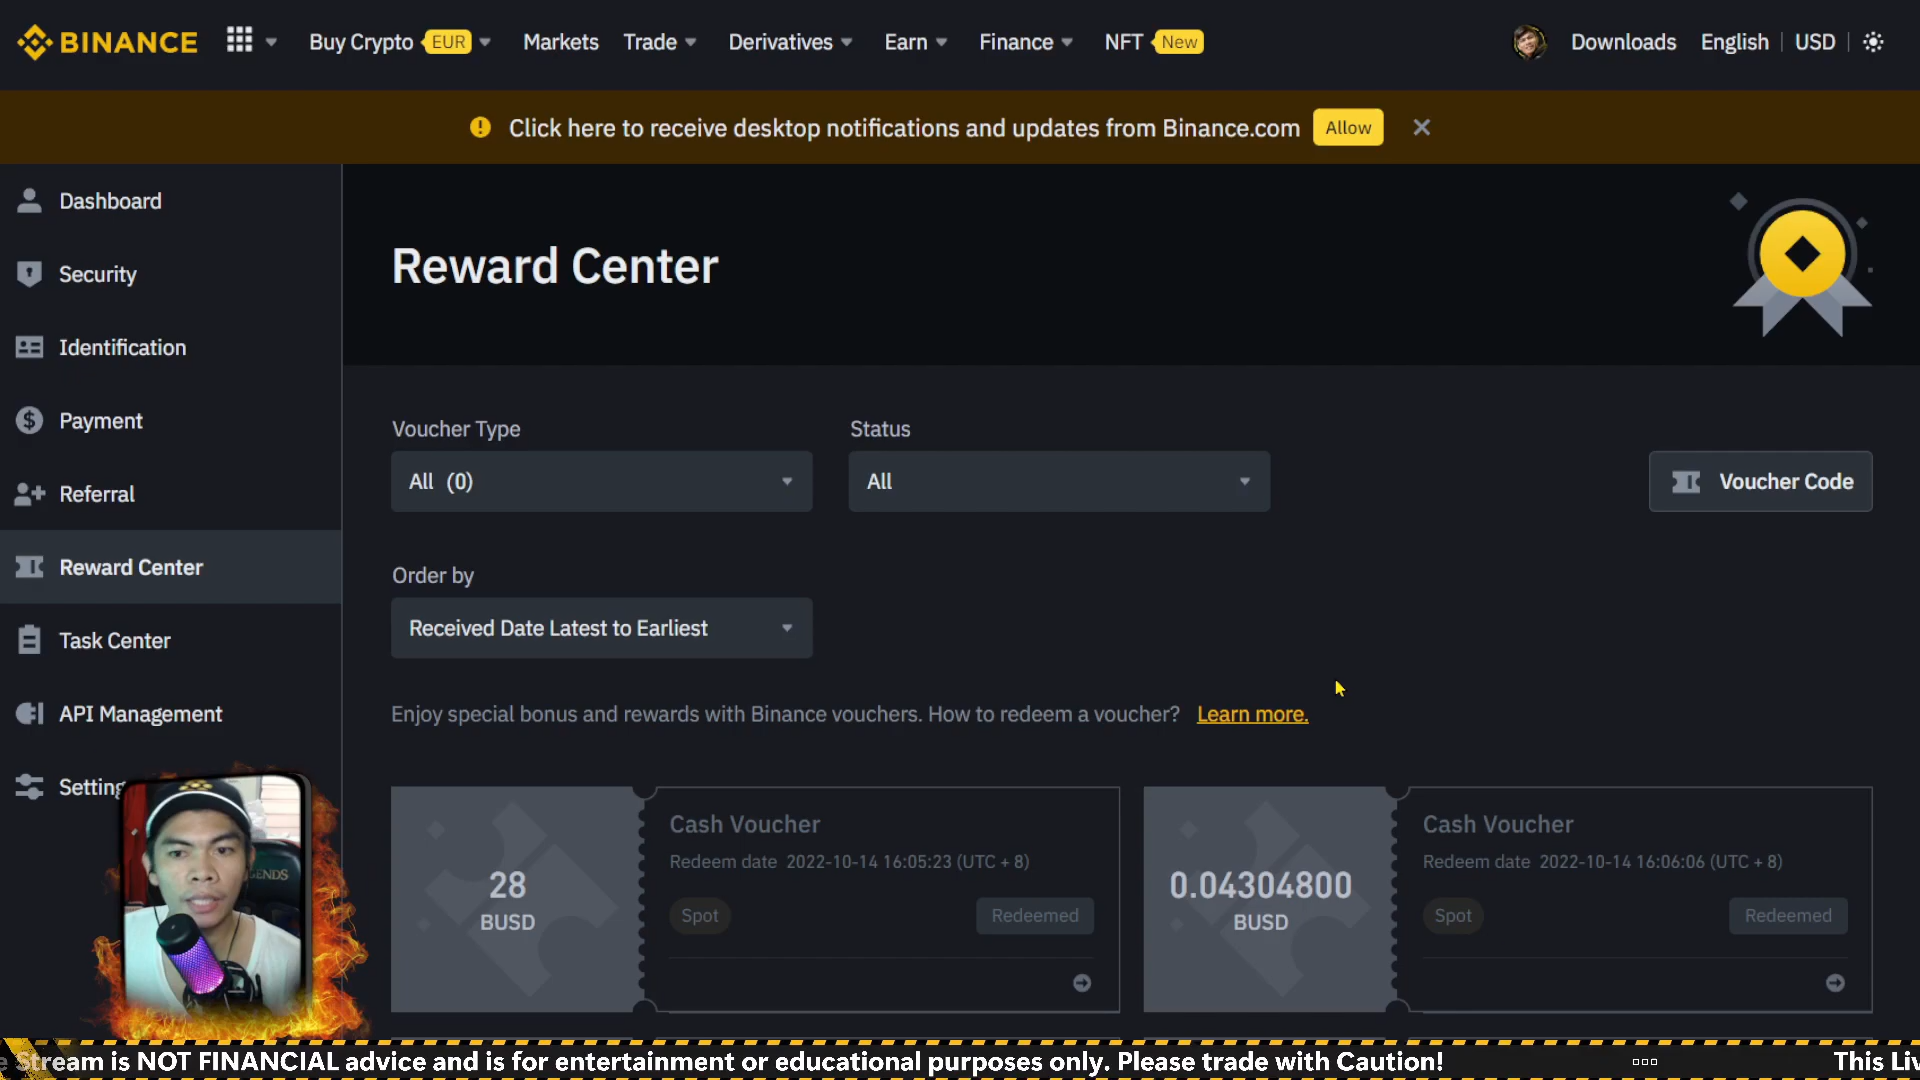 BINANCE
Buy Crypto EUR
Markets
Trade
Derivatives
Earn
Finance
NFT New
Downloads
English
USD
Click here to receive desktop notifications and updates from Binance.com Allow
Dashboard
Security
Identification
Payment
Referral
Reward Center
Task Center
API Management
Setting
Reward Center
Voucher Type
All (0)
Status
All
Voucher Code
Order by
Received Date Latest to Earliest
Enjoy special bonus and rewards with Binance vouchers. How to redeem a voucher? Learn more.
28
BUSD
Cash Voucher
Redeem date 2022-10-14 16:05:23 (UTC + 8)
Spot
Redeemed
0.04304800
BUSD
Cash Voucher
Redeem date 2022-10-14 16:06:06 (UTC + 8)
Spot
Redeemed
e Stream is NOT FINANCIAL advice and is for entertainment or educational purposes only. Please trade with Caution!
This Li